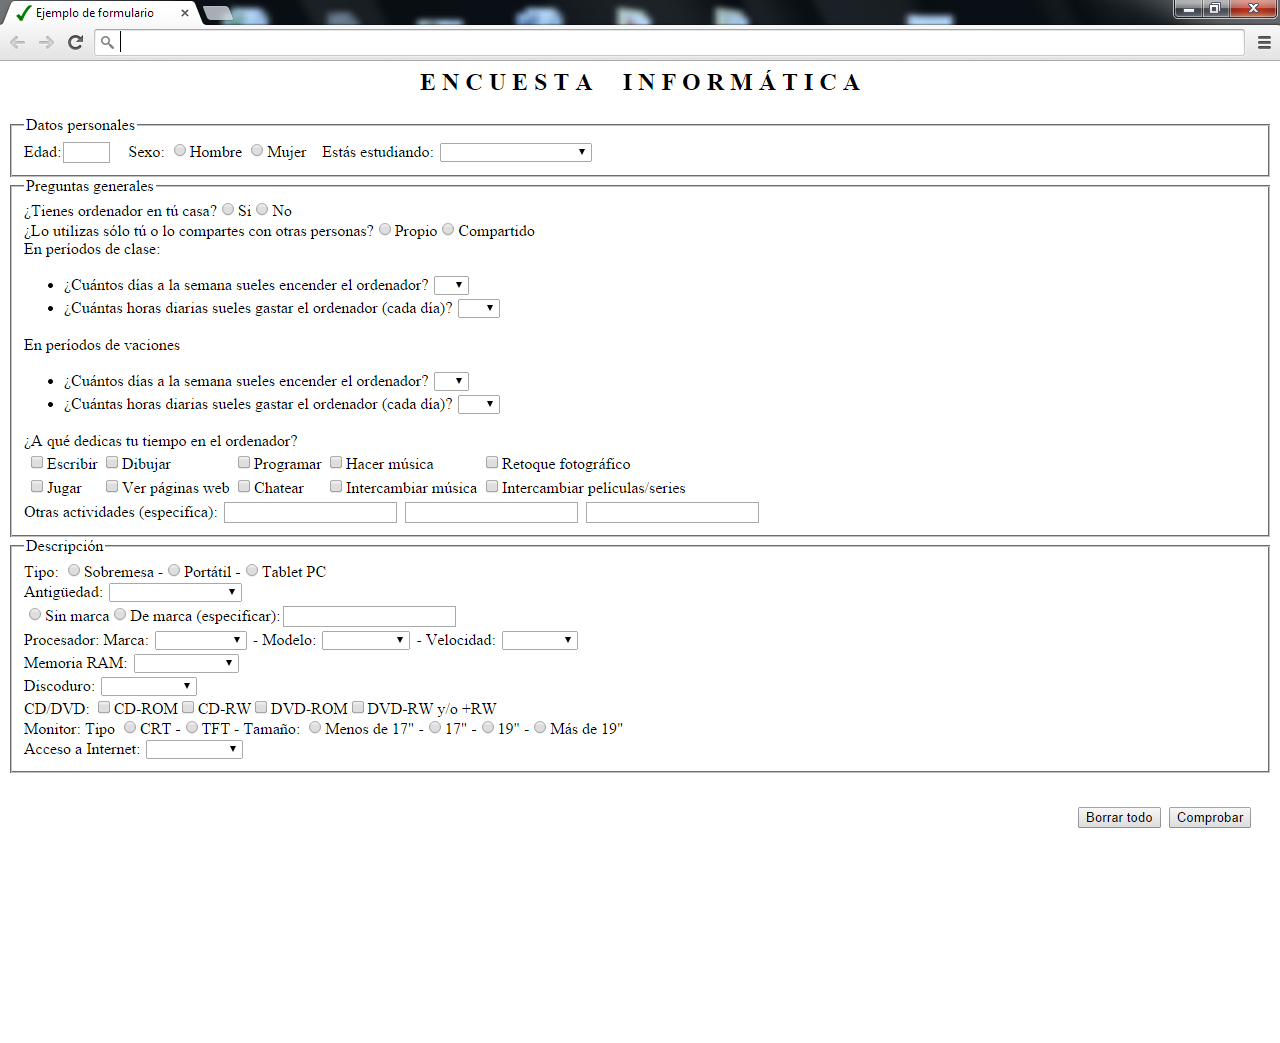 Ejemplo de formulario
ENCUESTA INFORMÁTICA
Datos personales
Edad: Sexo: Hombre Mujer Estás estudiando:
Preguntas generales
¿Tienes ordenador en tú casa? Si No
¿Lo utilizas sólo tú o lo compartes con otras personas? Propio Compartido
En períodos de clase:
• ¿Cuántos días a la semana sueles encender el ordenador?
• ¿Cuántas horas diarias sueles gastar el ordenador (cada día)?
En períodos de vaciones
• ¿Cuántos días a la semana sueles encender el ordenador?
• ¿Cuántas horas diarias sueles gastar el ordenador (cada día)?
¿A qué dedicas tu tiempo en el ordenador?
Escribir Dibujar Programar Hacer música Retoque fotográfico
Jugar Ver páginas web Chatear Intercambiar música Intercambiar películas/series
Otras actividades (especifica):
Descripción
Tipo: Sobremesa - Portátil - Tablet PC
Antigüedad:
Sin marca De marca (especificar):
Procesador: Marca: - Modelo: - Velocidad:
Memoria RAM:
Discoduro:
CD/DVD: CD-ROM CD-RW DVD-ROM DVD-RW y/o +RW
Monitor: Tipo CRT - TFT - Tamaño: Menos de 17" - 17" - 19" - Más de 19"
Acceso a Internet:
Borrar todo Comprobar